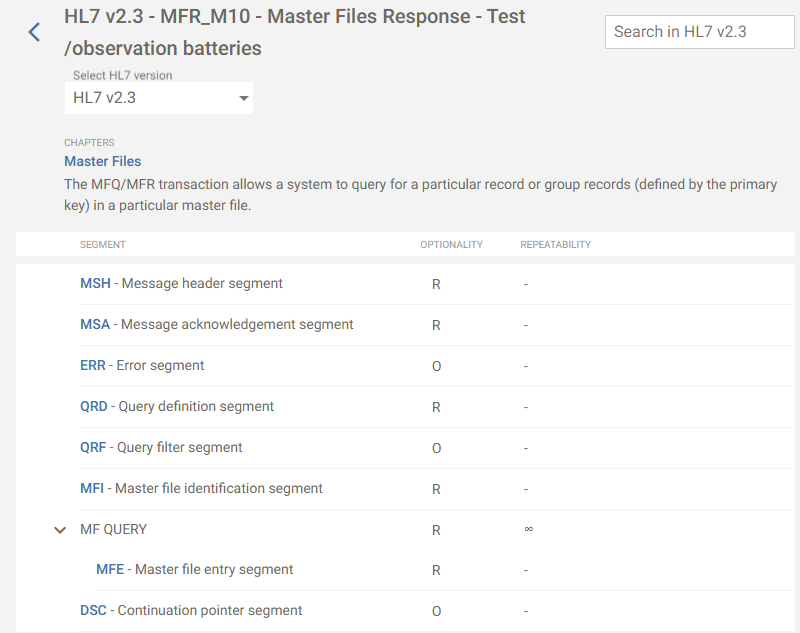 HL7 v2.3 - MFR_M10 - Master Files Response - Test
/observation batteries
Search in HL7 v2.3
Select HL7 version
HL7 v2.3
CHAPTERS
Master Files
The MFQ/MFR transaction allows a system to query for a particular record or group records (defined by the primary
key) in a particular master file.
SEGMENT OPTIONALITY REPEATABILITY
MSH - Message header segment R -
MSA - Message acknowledgement segment R -
ERR - Error segment O -
QRD - Query definition segment R -
QRF - Query filter segment O -
MFI - Master file identification segment R -
MF QUERY R ∞
MFE - Master file entry segment R -
DSC - Continuation pointer segment O -